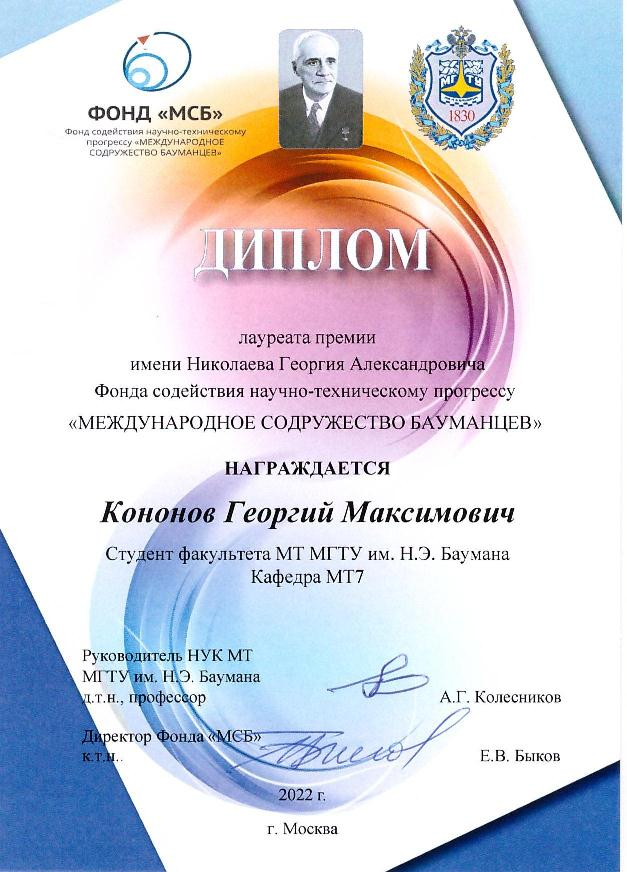 ФОНД «МСБ»
Фонд содействия научно-техническому
прогрессу «МЕЖДУНАРОДНОЕ
СОДРУЖЕСТВО БАУМАНЦЕВ»
МГТУ
1830
ДИПЛОМ
лауреата премии
имени Николаева Георгия Александровича
Фонда содействия научно-техническому прогрессу
«МЕЖДУНАРОДНОЕ СОДРУЖЕСТВО БАУМАНЦЕВ»
НАГРАЖДАЕТСЯ
Кононов Георгий Максимович
Студент факультета МТ МГТУ им. Н.Э. Баумана
Кафедра МТ7
Руководитель НУК МТ
МГТУ им. Н.Э. Баумана
д.т.н., профессор
А.Г. Колесников
Директор Фонда «МСБ»
к.т.н..
Е.В. Быков
2022 г.
г. Москва